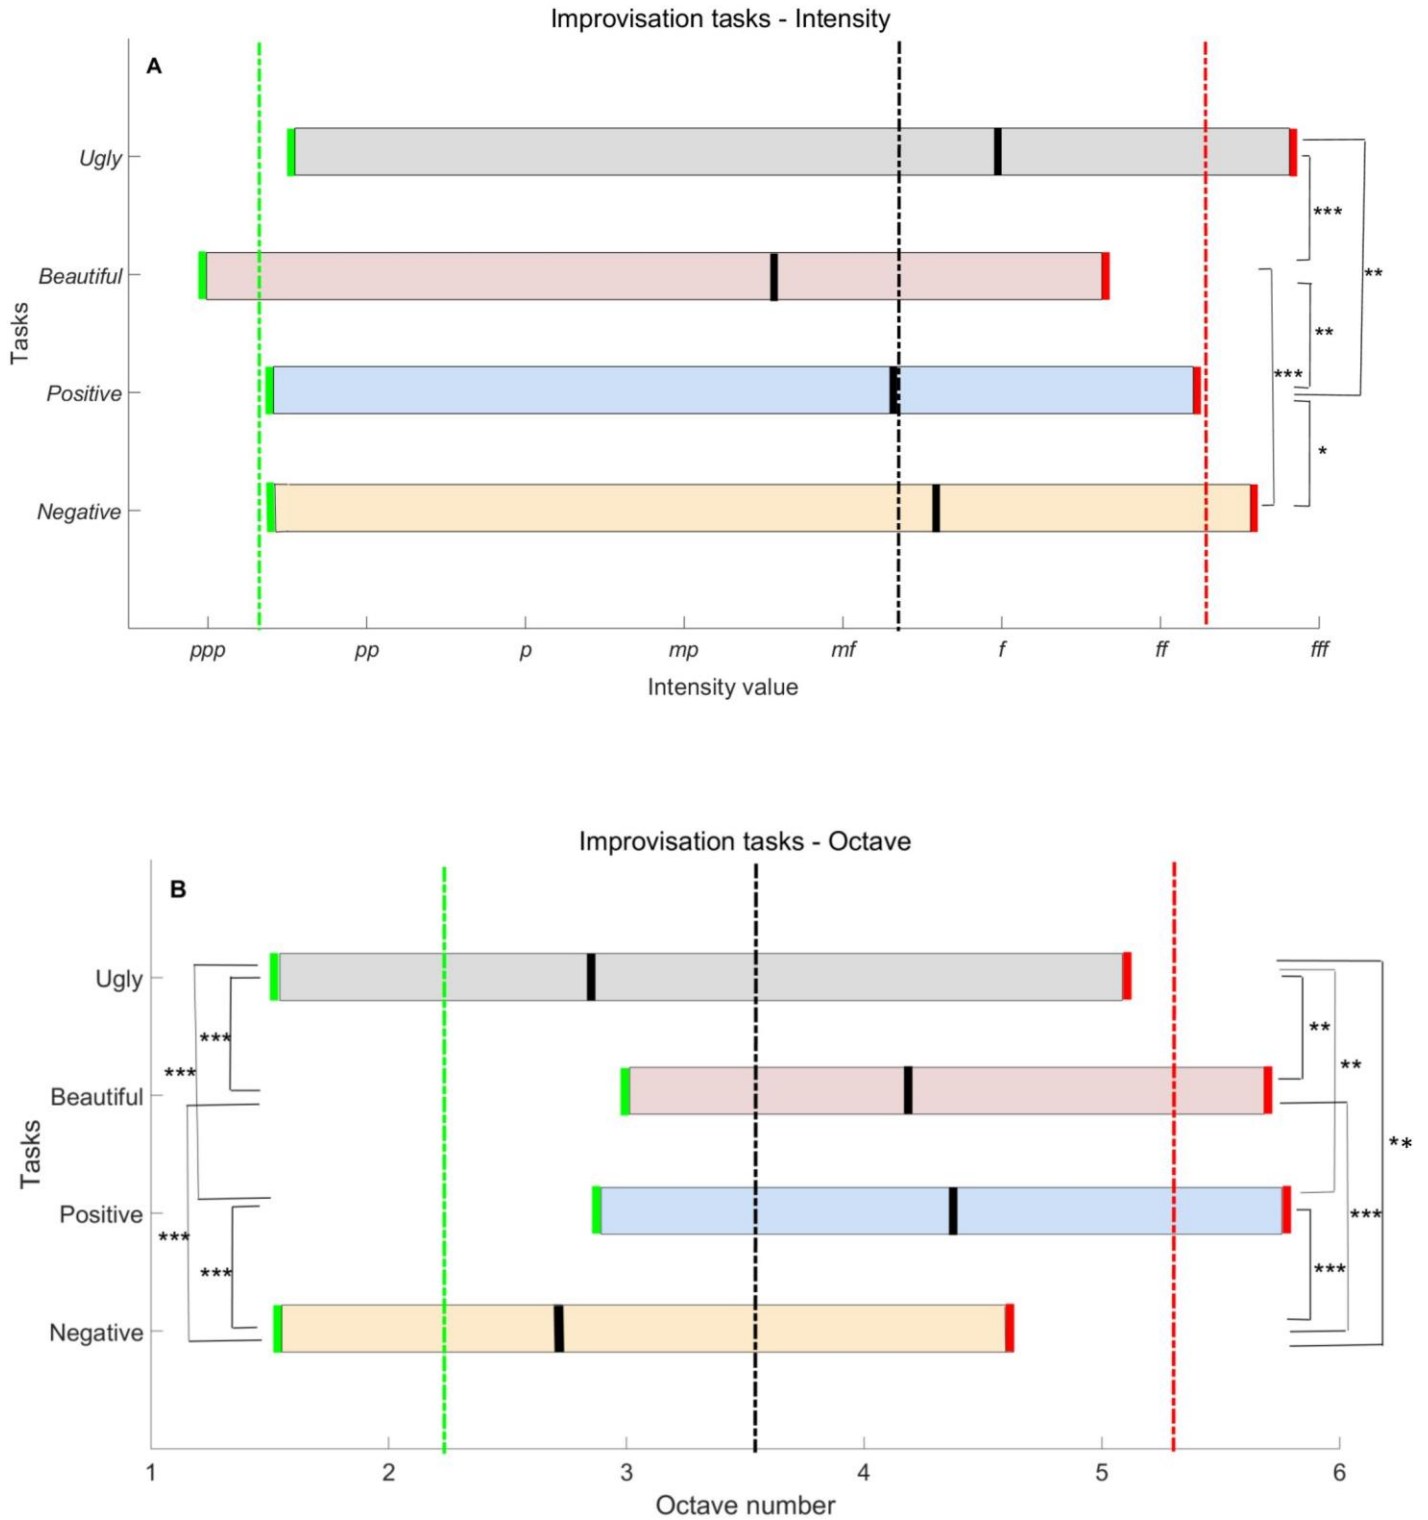 Improvisation tasks - Intensity
A
Ugly
***
Beautiful
**
**
Tasks
***
Positive
*
Negative
ppp pp p mp mf f ff fff
Intensity value
Improvisation tasks - Octave
B
Ugly
***
**
***
**
Beautiful
Tasks
**
Positive
***
***
***
***
Negative
1 2 3 4 5 6
Octave number